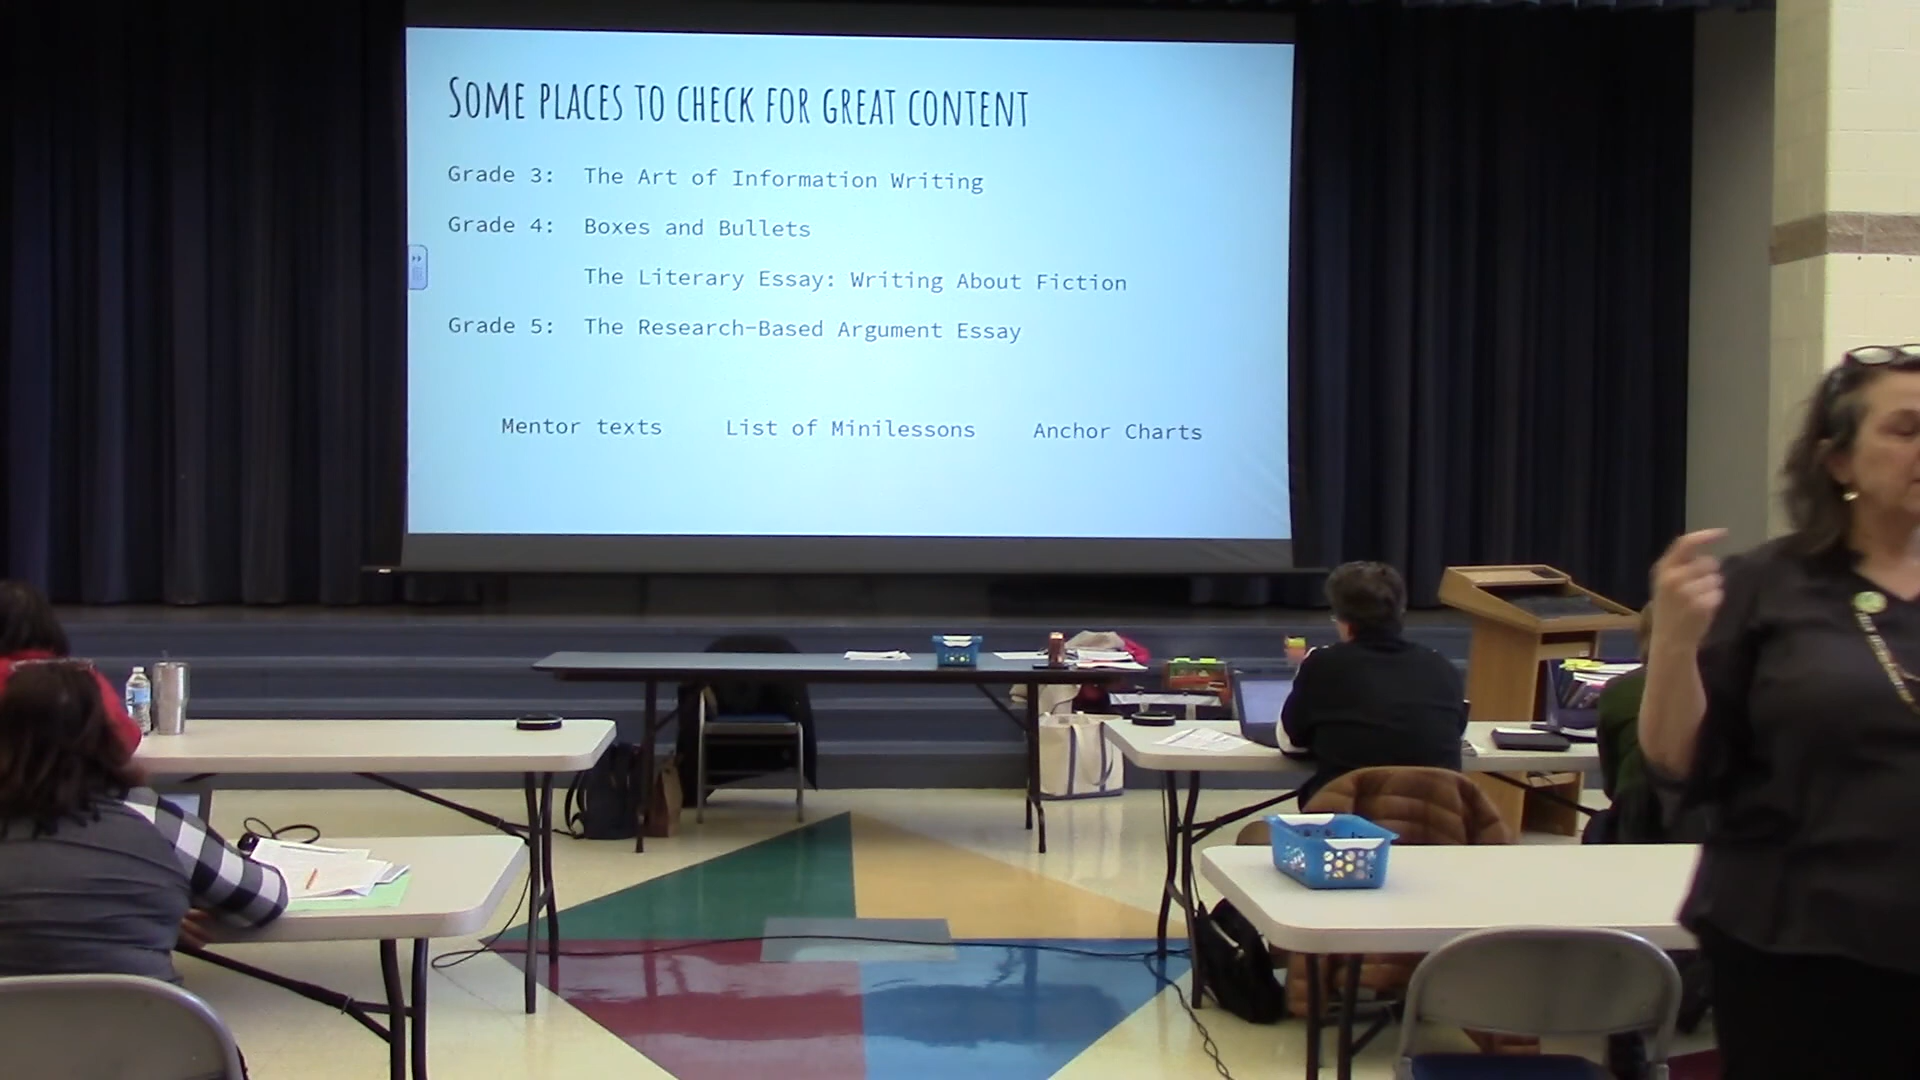 Some places to check for great content
Grade 3: The Art of Information Writing
Grade 4: Boxes and Bullets
The Literary Essay: Writing About Fiction
Grade 5: The Research-Based Argument Essay
Mentor texts List of Minilessons Anchor Charts